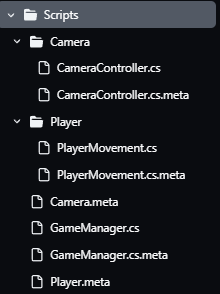 Scripts
Camera
CameraController.cs
CameraController.cs.meta
Player
PlayerMovement.cs
PlayerMovement.cs.meta
Camera.meta
GameManager.cs
GameManager.cs.meta
Player.meta